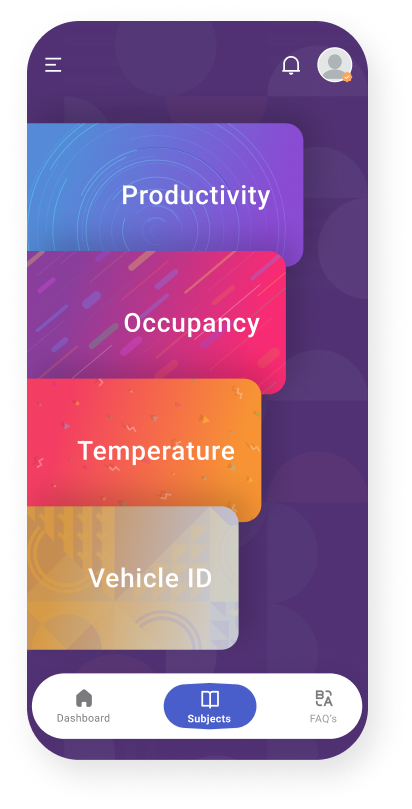 Productivity
Occupancy
Temperature
Vehicle ID
Dashboard
Subjects
B
A
FAQ's